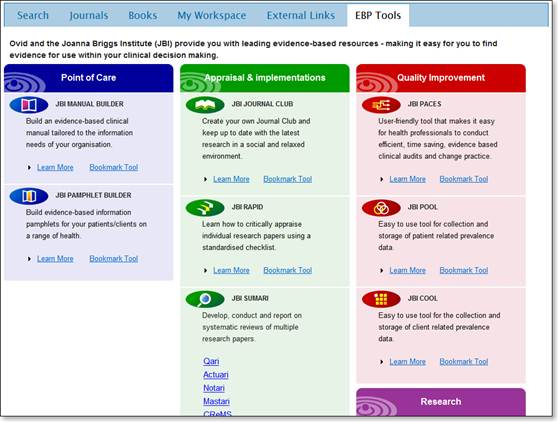 Search Journals Books My Workspace External Links EBP Tools
Ovid and the Joanna Briggs Institute (JBI) provide you with leading evidence-based resources - making it easy for you to find
evidence for use within your clinical decision making.
Point of Care
JBI MANUAL BUILDER
Build an evidence-based clinical
manual tailored to the information
needs of your organisation.
Learn More Bookmark Tool
JBI PAMPHLET BUILDER
Build evidence-based information
pamphlets for your patients/clients on
a range of health.
Learn More Bookmark Tool
Appraisal & implementations
JBI JOURNAL CLUB
Create your own Journal Club and
keep up to date with the latest
research in a social and relaxed
environment.
Learn More Bookmark Tool
JBI RAPID
Learn how to critically appraise
individual research papers using a
standardised checklist.
Learn More Bookmark Tool
JBI SUMARI
Develop, conduct and report on
systematic reviews of multiple
research papers.
Qari
Actuari
Notari
Mastari
CReMS
Quality Improvement
JBI PACES
User-friendly tool that makes it easy
for health professionals to conduct
efficient, time saving, evidence based
clinical audits and change practice.
Learn More Bookmark Tool
JBI POOL
Easy to use tool for collection and
storage of patient related prevalence
data.
Learn More Bookmark Tool
JBI COOL
Easy to use tool for the collection and
storage of client related prevalence
data.
Learn More Bookmark Tool
Research